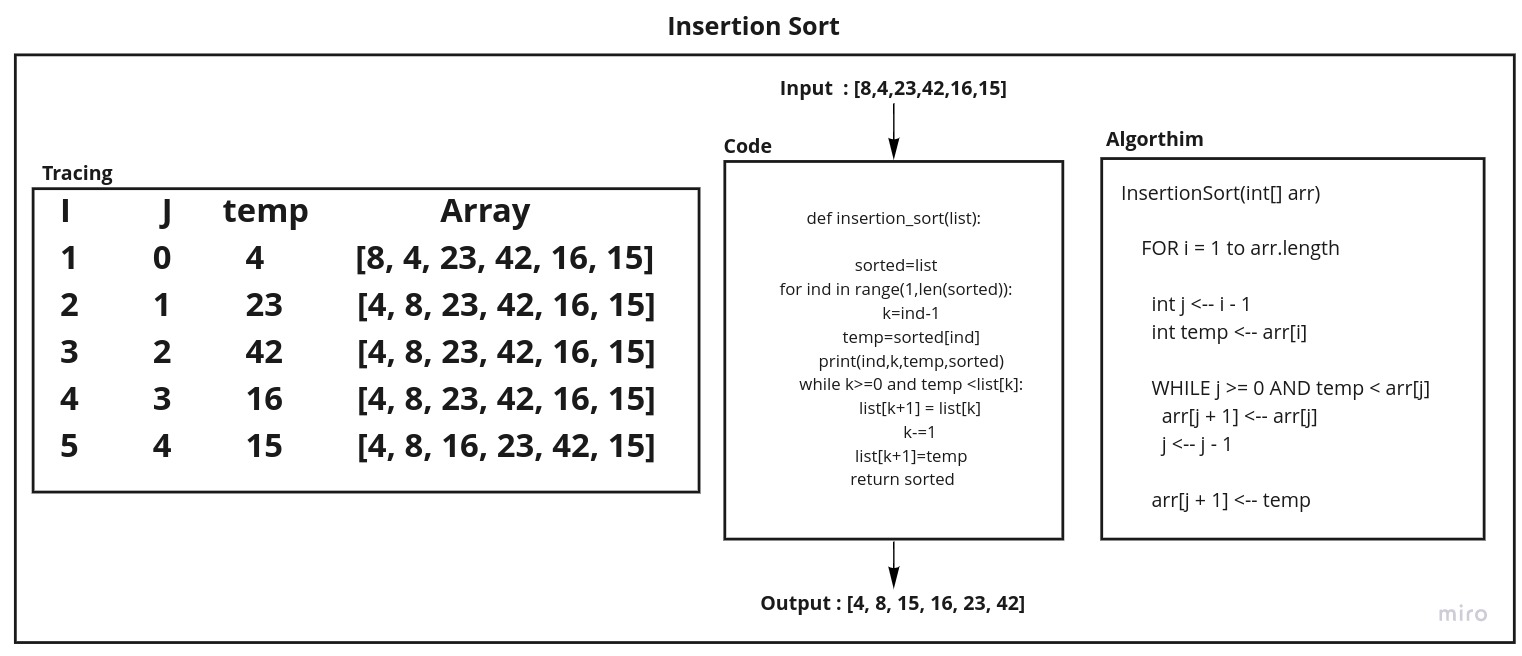 Insertion Sort
Input : [8,4,23,42,16,15]
Tracing
I J temp Array
1 0 4 [8, 4, 23, 42, 16, 15]
2 1 23 [4, 8, 23, 42, 16, 15]
3 2 42 [4, 8, 23, 42, 16, 15]
4 3 16 [4, 8, 23, 42, 16, 15]
5 4 15 [4, 8, 16, 23, 42, 15]
Code
def insertion_sort(list):
sorted=list
for ind in range(1,len(sorted)):
k=ind-1
temp=sorted[ind]
print(ind,k,temp,sorted)
while k>=0 and temp <list[k]:
list[k+1] = list[k]
k-=1
list[k+1]=temp
return sorted
Algorthim
InsertionSort(int[] arr)
FOR i = 1 to arr.length
int j <-- i - 1
int temp <-- arr[i]
WHILE j >= 0 AND temp < arr[j]
arr[j + 1] <-- arr[j]
j <-- j - 1
arr[j + 1] <-- temp
Output : [4, 8, 15, 16, 23, 42]
miro